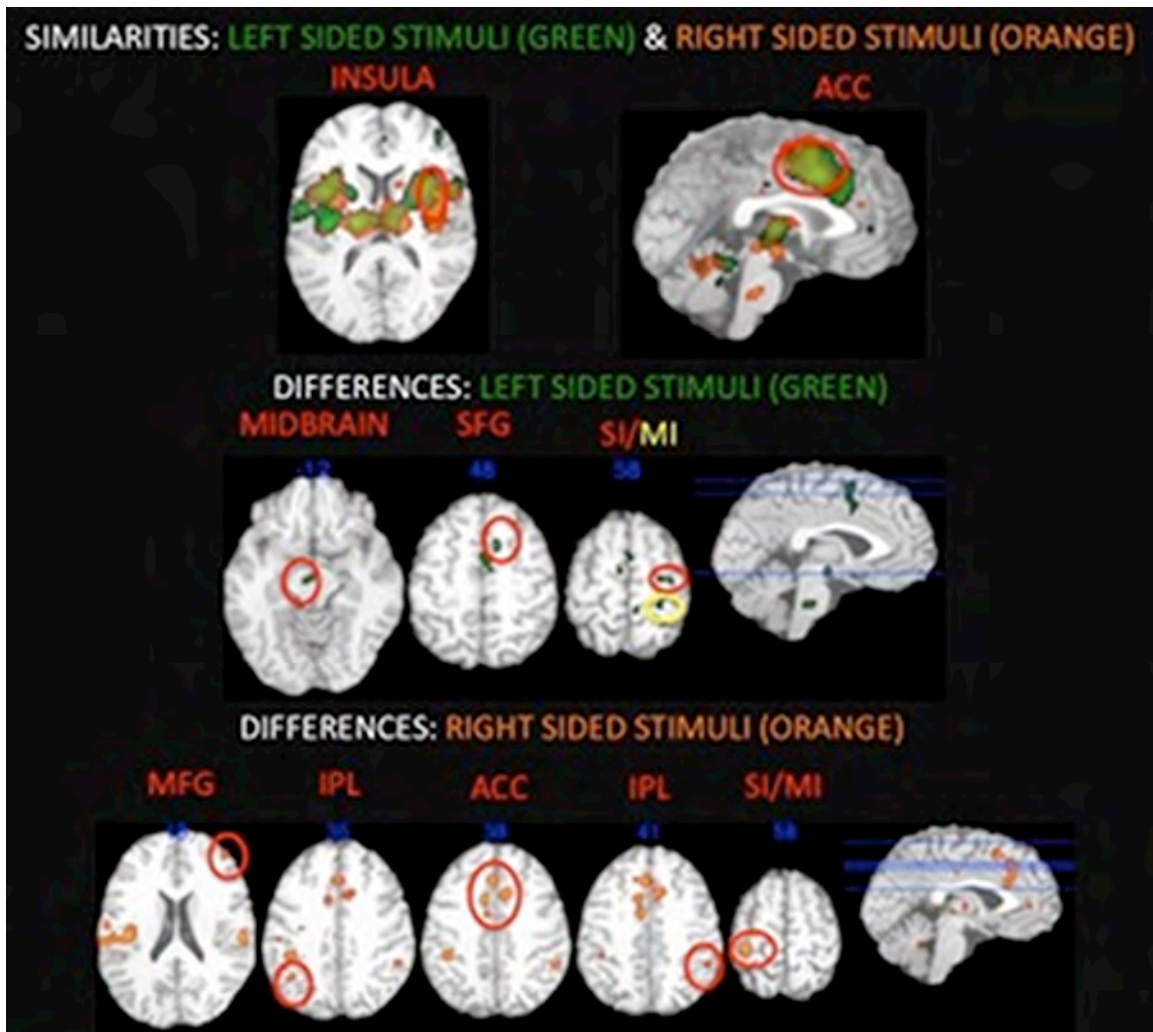 SIMILARITIES: LEFT SIDED STIMULI (GREEN) & RIGHT SIDED STIMULI (ORANGE)
INSULA ACC
DIFFERENCES: LEFT SIDED STIMULI (GREEN)
MIDBRAIN SFG SI/MI
-12 48 58
DIFFERENCES: RIGHT SIDED STIMULI (ORANGE)
MFG IPL ACC IPL SI/MI
41